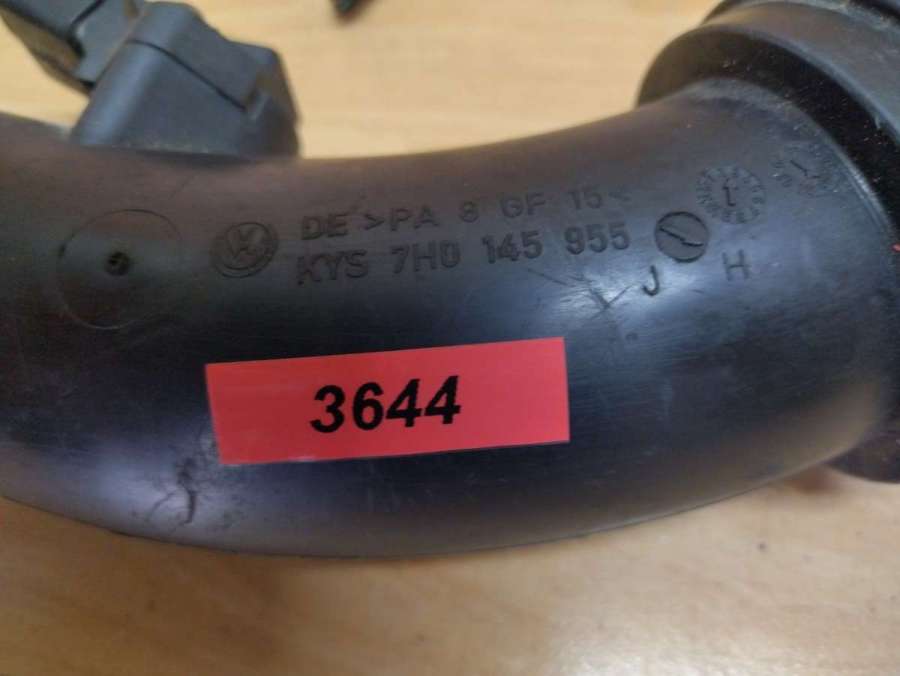 DE >PA 6 GF 15<
KYS 7H0 145 955
J H
3644